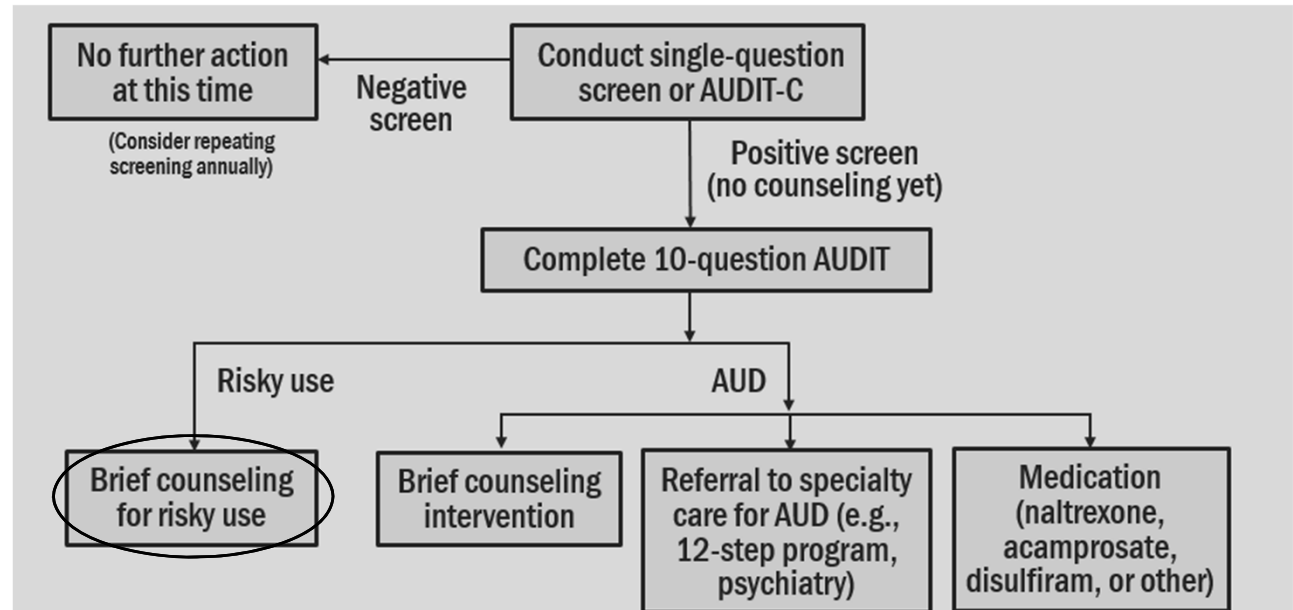 No further action
at this time
(Consider repeating
screening annually)
Negative
screen
Conduct single-question
screen or AUDIT-C
Positive screen
(no counseling yet)
Complete 10-question AUDIT
Risky use
AUD
Brief counseling
for risky use
Brief counseling
intervention
Referral to specialty
care for AUD (e.g.,
12-step program,
psychiatry)
Medication
(naltrexone,
acamprosate,
disulfiram, or other)